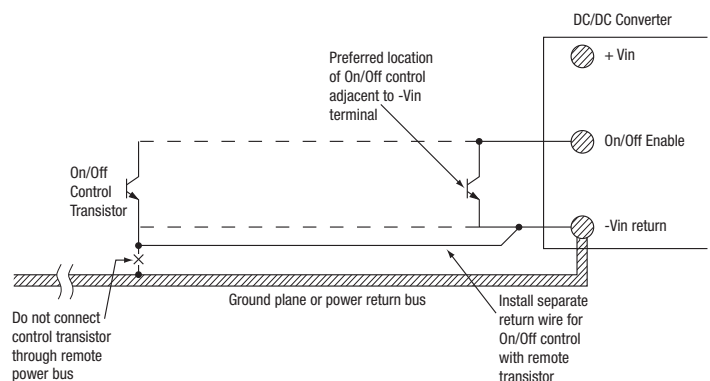 DC/DC Converter
+ Vin
Preferred location
of On/Off control
adjacent to -Vin
terminal
On/Off Enable
On/Off
Control
Transistor
-Vin return
Ground plane or power return bus
Do not connect
control transistor
through remote
power bus
Install separate
return wire for
On/Off control
with remote
transistor